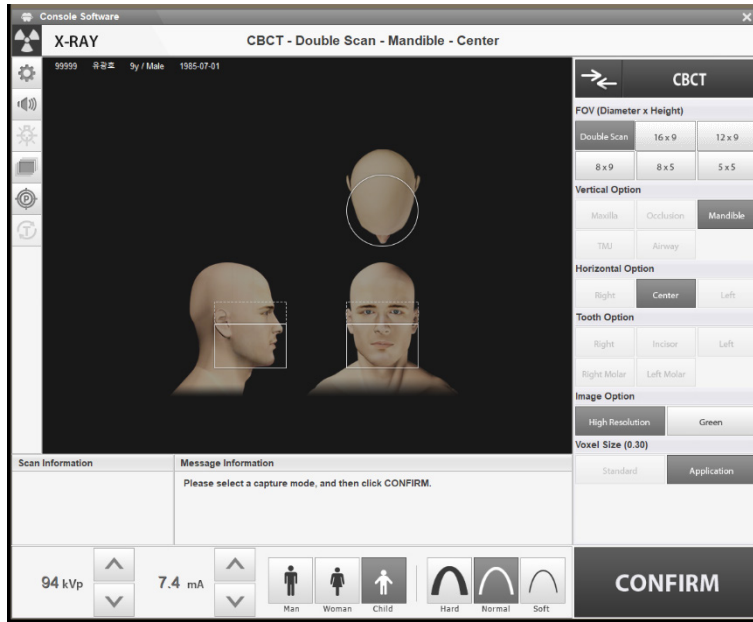 Console Software
X-RAY
CBCT - Double Scan - Mandible - Center
99999 유광호 9y / Male 1985-07-01
CBCT
FOV (Diameter x Height)
Double Scan 16 x 9 12 x 9
8 x 9 8 x 5 5 x 5
Vertical Option
Maxilla Occlusion Mandible
TMJ Airway
Horizontal Option
Right Center Left
Tooth Option
Right Incisor Left
Right Molar Left Molar
Image Option
High Resolution Green
Voxel Size (0.30)
Standard Application
Scan Information
Message Information
Please select a capture mode, and then click CONFIRM.
94 kVp 7.4 mA
Man Woman Child Hard Normal Soft
CONFIRM
P
T